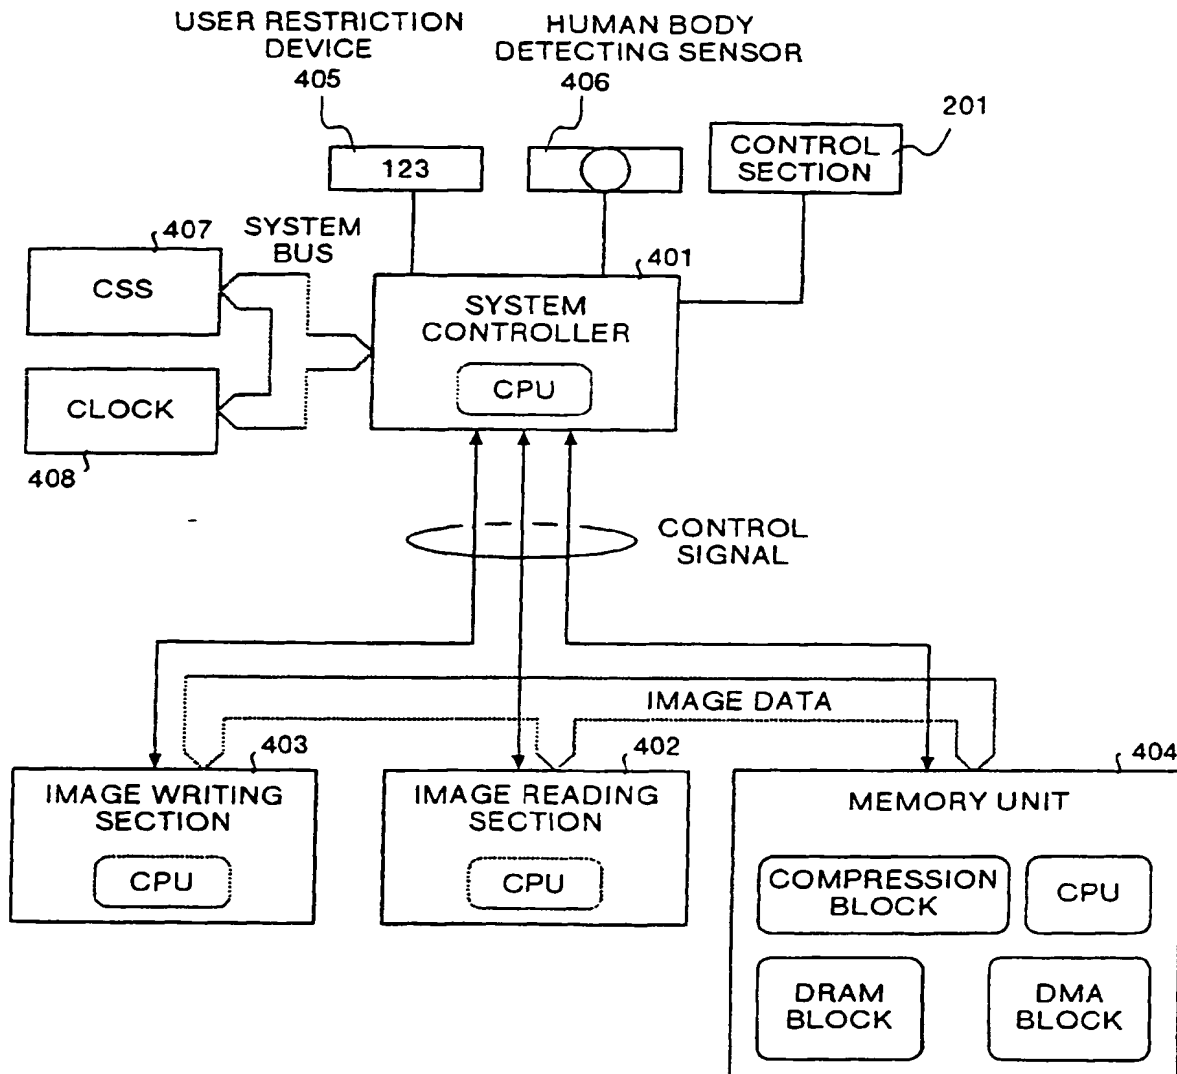 USER RESTRICTION
DEVICE
405
HUMAN BODY
DETECTING SENSOR
406
201
CONTROL
SECTION
123
SYSTEM
BUS
407
CSS
401
SYSTEM
CONTROLLER
CPU
CLOCK
408
CONTROL
SIGNAL
IMAGE DATA
403
IMAGE WRITING
SECTION
CPU
402
IMAGE READING
SECTION
CPU
404
MEMORY UNIT
COMPRESSION
BLOCK
CPU
DRAM
BLOCK
DMA
BLOCK